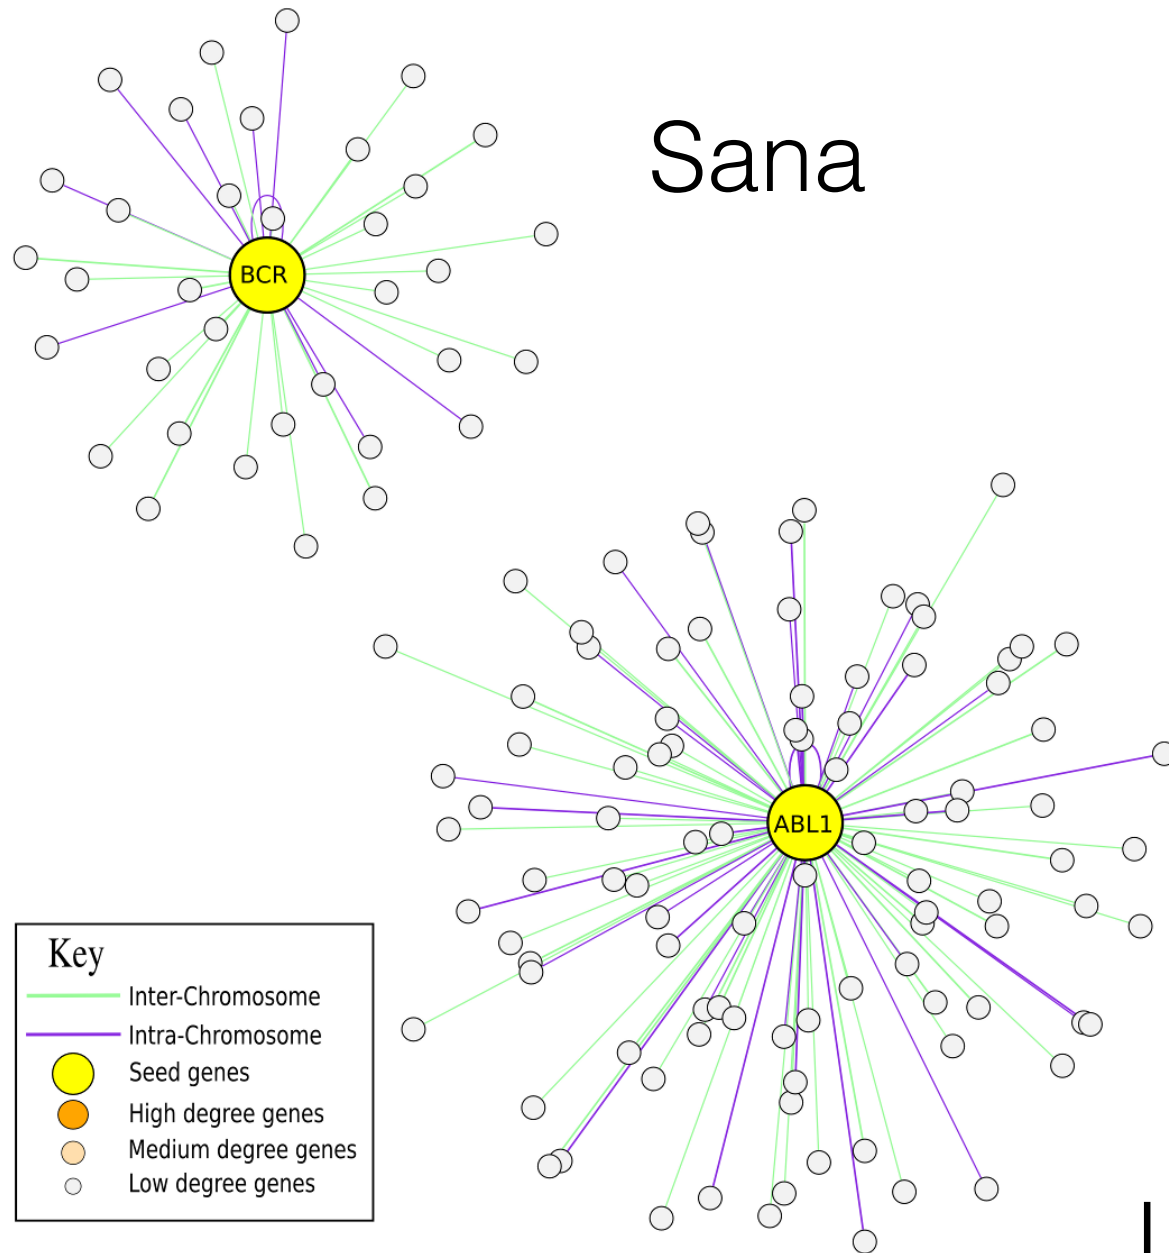 Sana
BCR
ABL1
Key
Inter-Chromosome
Intra-Chromosome
Seed genes
High degree genes
Medium degree genes
Low degree genes